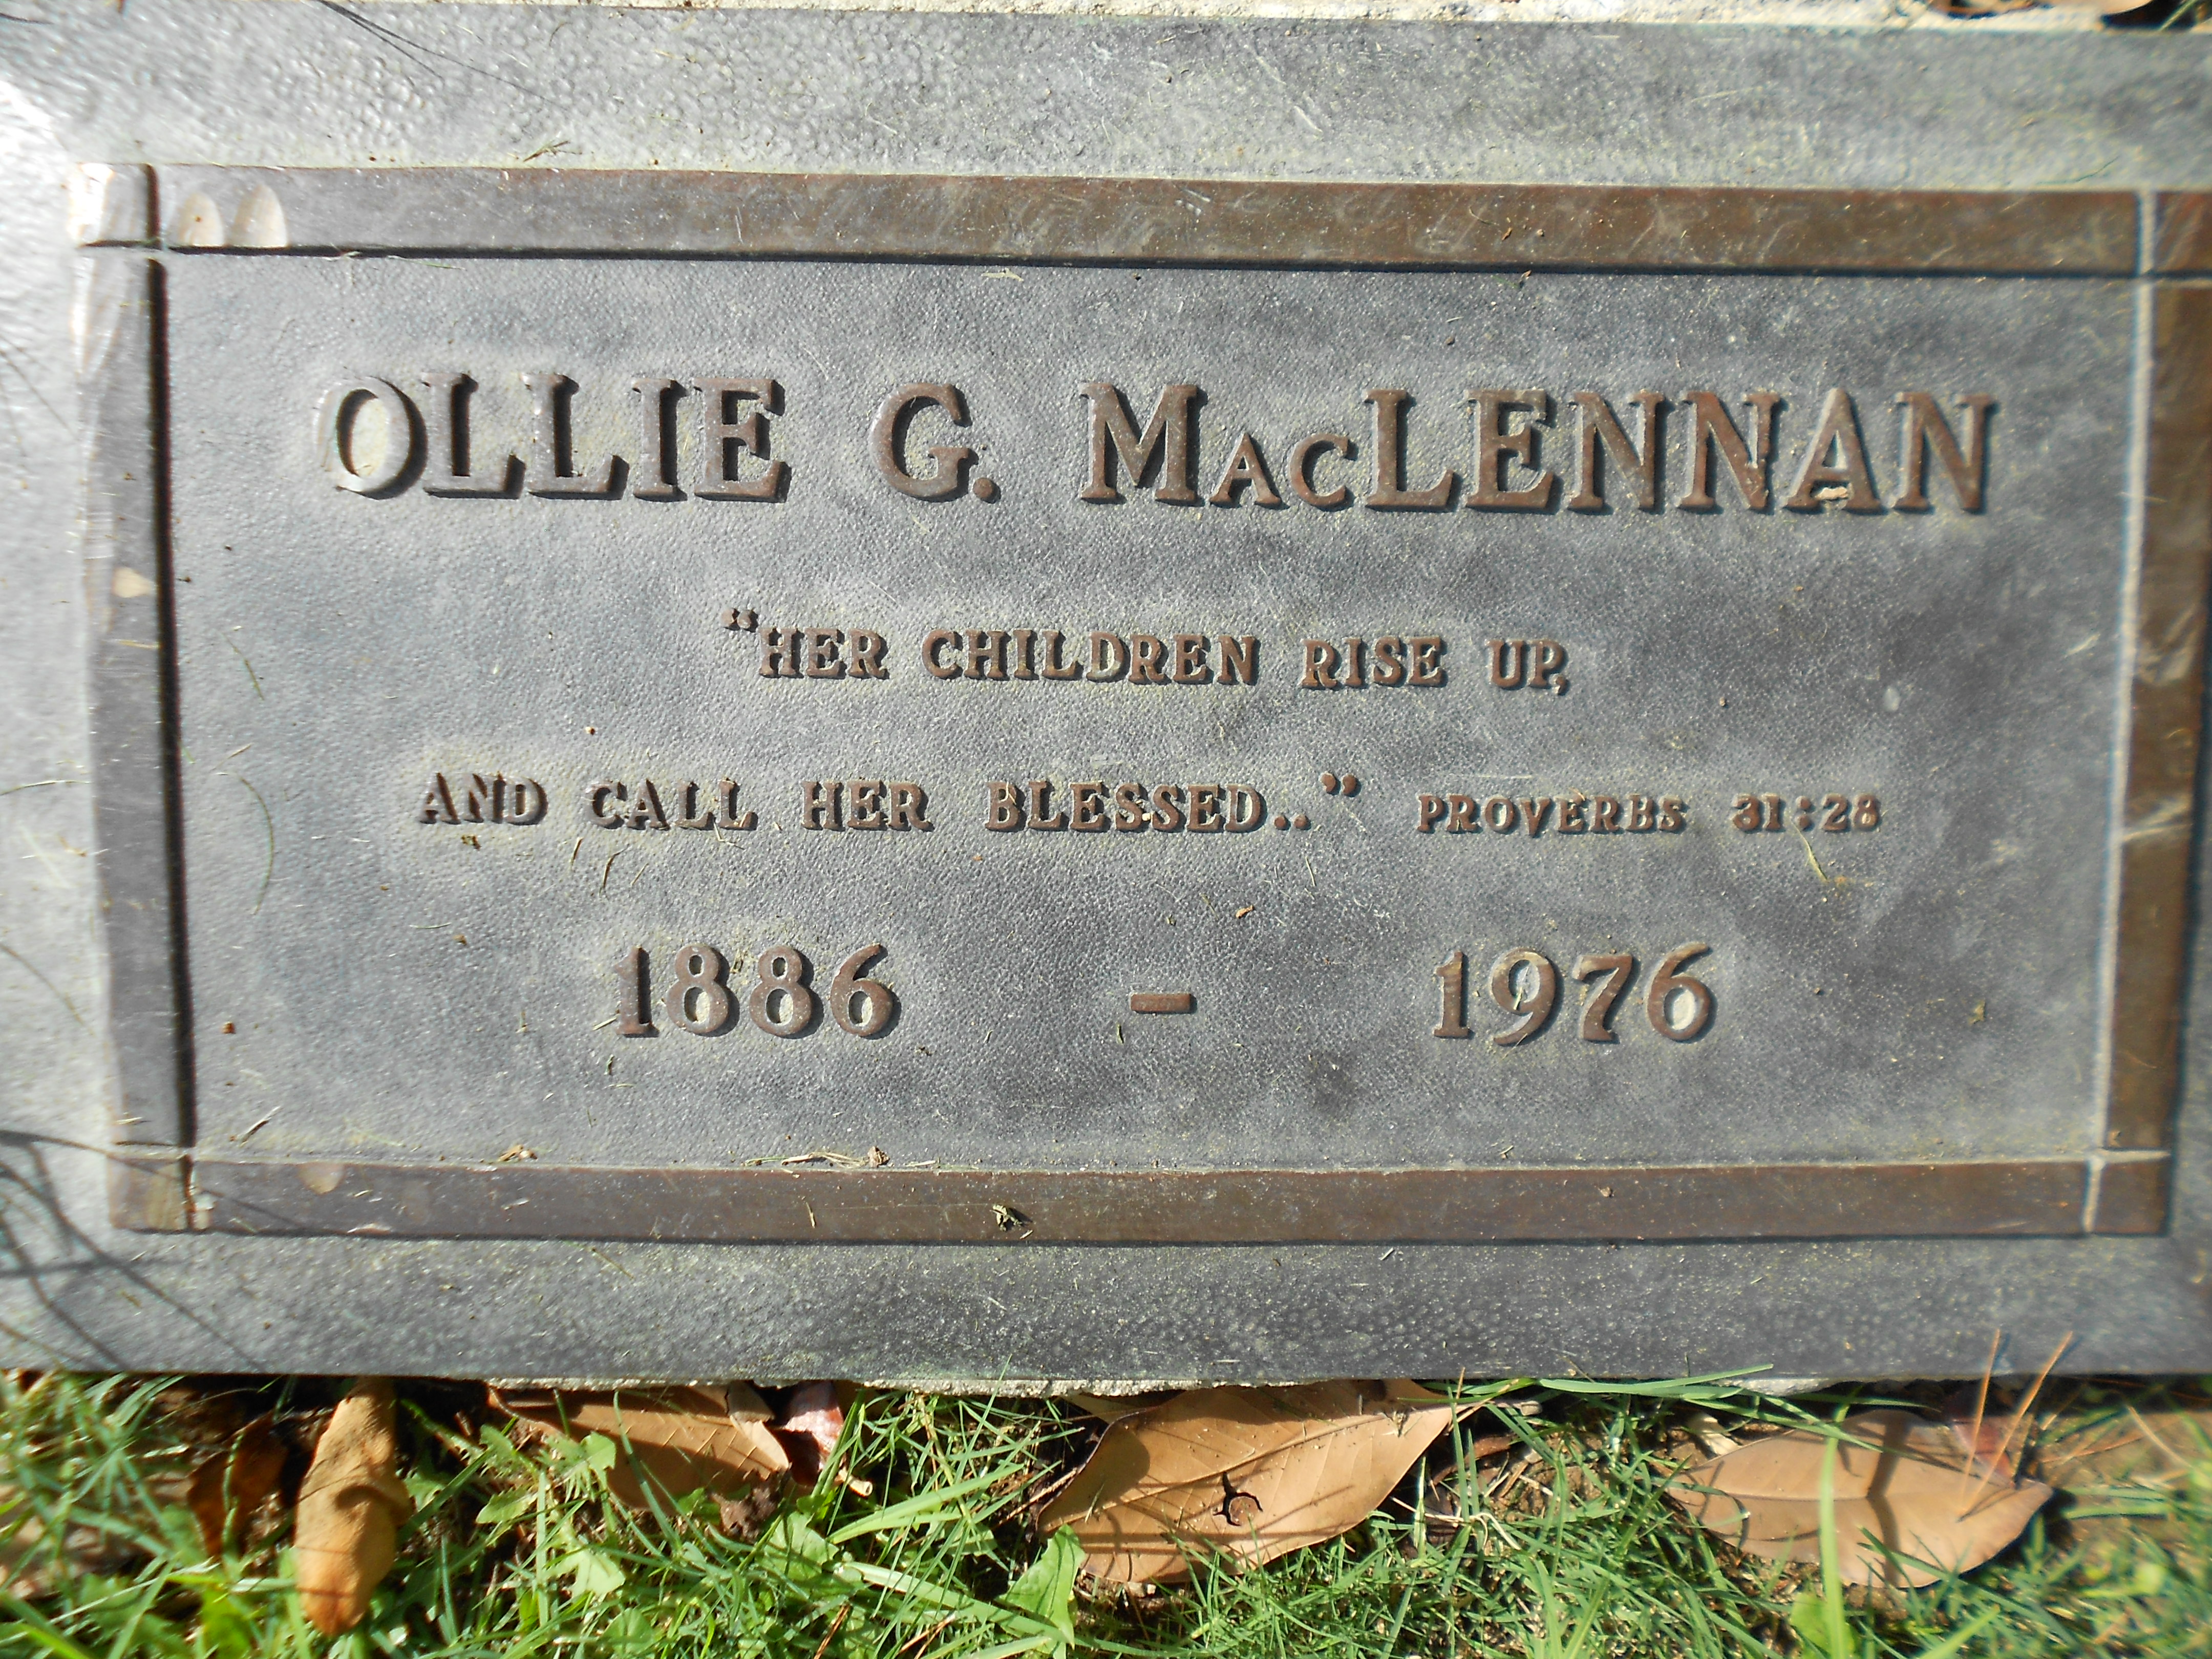 OLLIE G. MACLENNAN
"HER CHILDREN RISE UP,
AND CALL HER BLESSED.." PROVERBS 31:28
1886 - 1976